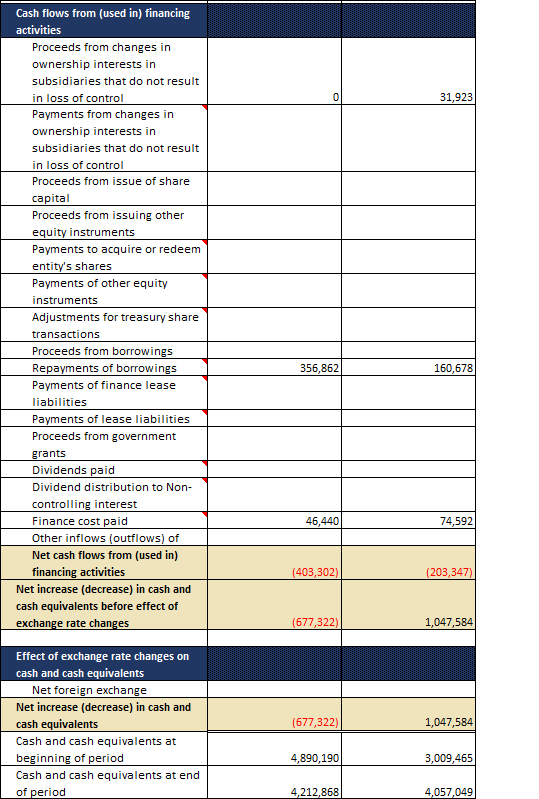 Cash flows from (used in) financing
activities
Proceeds from changes in
ownership interests in
subsidiaries that do not result
in loss of control 0 31,923
Payments from changes in
ownership interests in
subsidiaries that do not result
in loss of control
Proceeds from issue of share
capital
Proceeds from issuing other
equity instruments
Payments to acquire or redeem
entity's shares
Payments of other equity
instruments
Adjustments for treasury share
transactions
Proceeds from borrowings
Repayments of borrowings 356,862 160,678
Payments of finance lease
liabilities
Payments of lease liabilities
Proceeds from government
grants
Dividends paid
Dividend distribution to Non-
controlling interest
Finance cost paid 46,440 74,592
Other inflows (outflows) of
Net cash flows from (used in)
financing activities (403,302) (203,347)
Net increase (decrease) in cash and
cash equivalents before effect of
exchange rate changes (677,322) 1,047,584
Effect of exchange rate changes on
cash and cash equivalents
Net foreign exchange
Net increase (decrease) in cash and
cash equivalents (677,322) 1,047,584
Cash and cash equivalents at
beginning of period 4,890,190 3,009,465
Cash and cash equivalents at end
of period 4,212,868 4,057,049